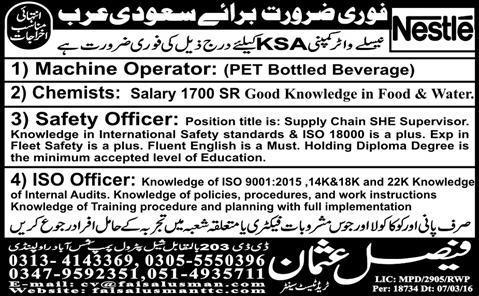 فوری ضرورت برائے سعودی عرب
انتہائی مناسب اخراجات
Nestlé
نیسلے واٹر کمپنی KSA کیلئے درج ذیل کی فوری ضرورت ہے
1) Machine Operator: (PET Bottled Beverage)
2) Chemists: Salary 1700 SR Good Knowledge in Food & Water.
3) Safety Officer: Position title is: Supply Chain SHE Supervisor.
Knowledge in International Safety standards & ISO 18000 is a plus. Exp in
Fleet Safety is a plus. Fluent English is a Must. Holding Diploma Degree is
the minimum accepted level of Education.
4) ISO Officer: Knowledge of ISO 9001:2015 ,14K&18K and 22K Knowledge
of Internal Audits. Knowledge of policies, procedures, and work instructions
Knowledge of Training procedure and planning with full implementation
صرف پانی اور کوکا کولا اور جوس مشروبات فیکٹری یا متعلقہ شعبہ میں تجربہ کے حامل افراد رجوع کریں
ڈی ڈی 203 بالمقابل شیل پٹرول پمپ شمس آباد راولپنڈی
0313-4143369, 0305-5550396
0347-9592351,051-4935711
E-mail: cv@faisalusman.com
Website: faisalusmanttc.com
فیصل عثمان
ٹریڈ ٹیسٹ سینٹر
LIC: MPD/2905/RWP
Per: 18734 Dt: 07/03/16